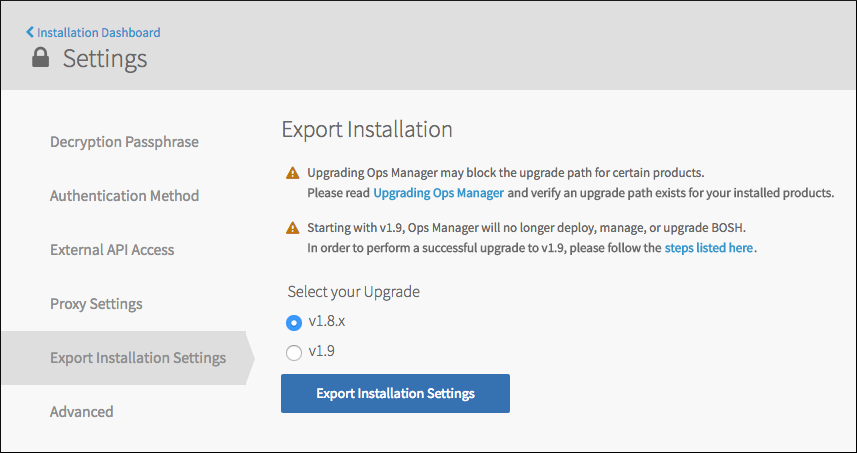 Installation Dashboard
Settings
Decryption Passphrase
Authentication Method
External API Access
Proxy Settings
Export Installation Settings
Advanced
Export Installation
Upgrading Ops Manager may block the upgrade path for certain products.
Please read Upgrading Ops Manager and verify an upgrade path exists for your installed products.
Starting with v1.9, Ops Manager will no longer deploy, manage, or upgrade BOSH.
In order to perform a successful upgrade to v1.9, please follow the steps listed here.
Select your Upgrade
v1.8.x
v1.9
Export Installation Settings